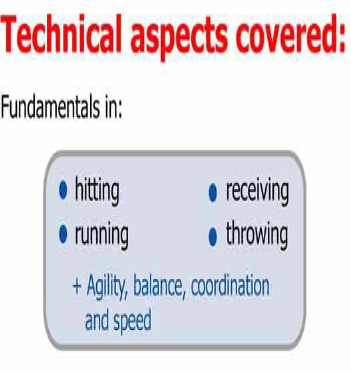 Technical aspects covered:
Fundamentals in:
• hitting • receiving
• running • throwing
+ Agility, balance, coordination
and speed